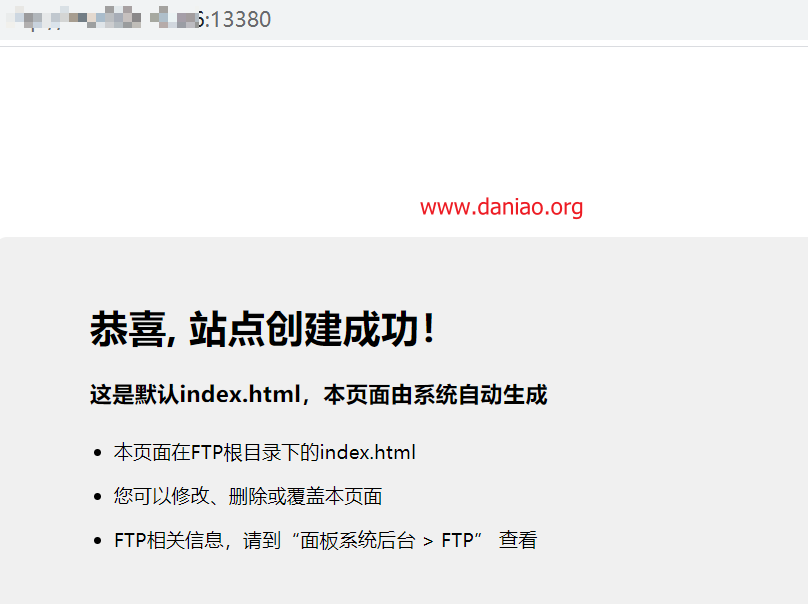 6:13380
www.daniao.org
恭喜, 站点创建成功！
这是默认index.html，本页面由系统自动生成
本页面在FTP根目录下的index.html
您可以修改、删除或覆盖本页面
FTP相关信息，请到“面板系统后台 > FTP” 查看